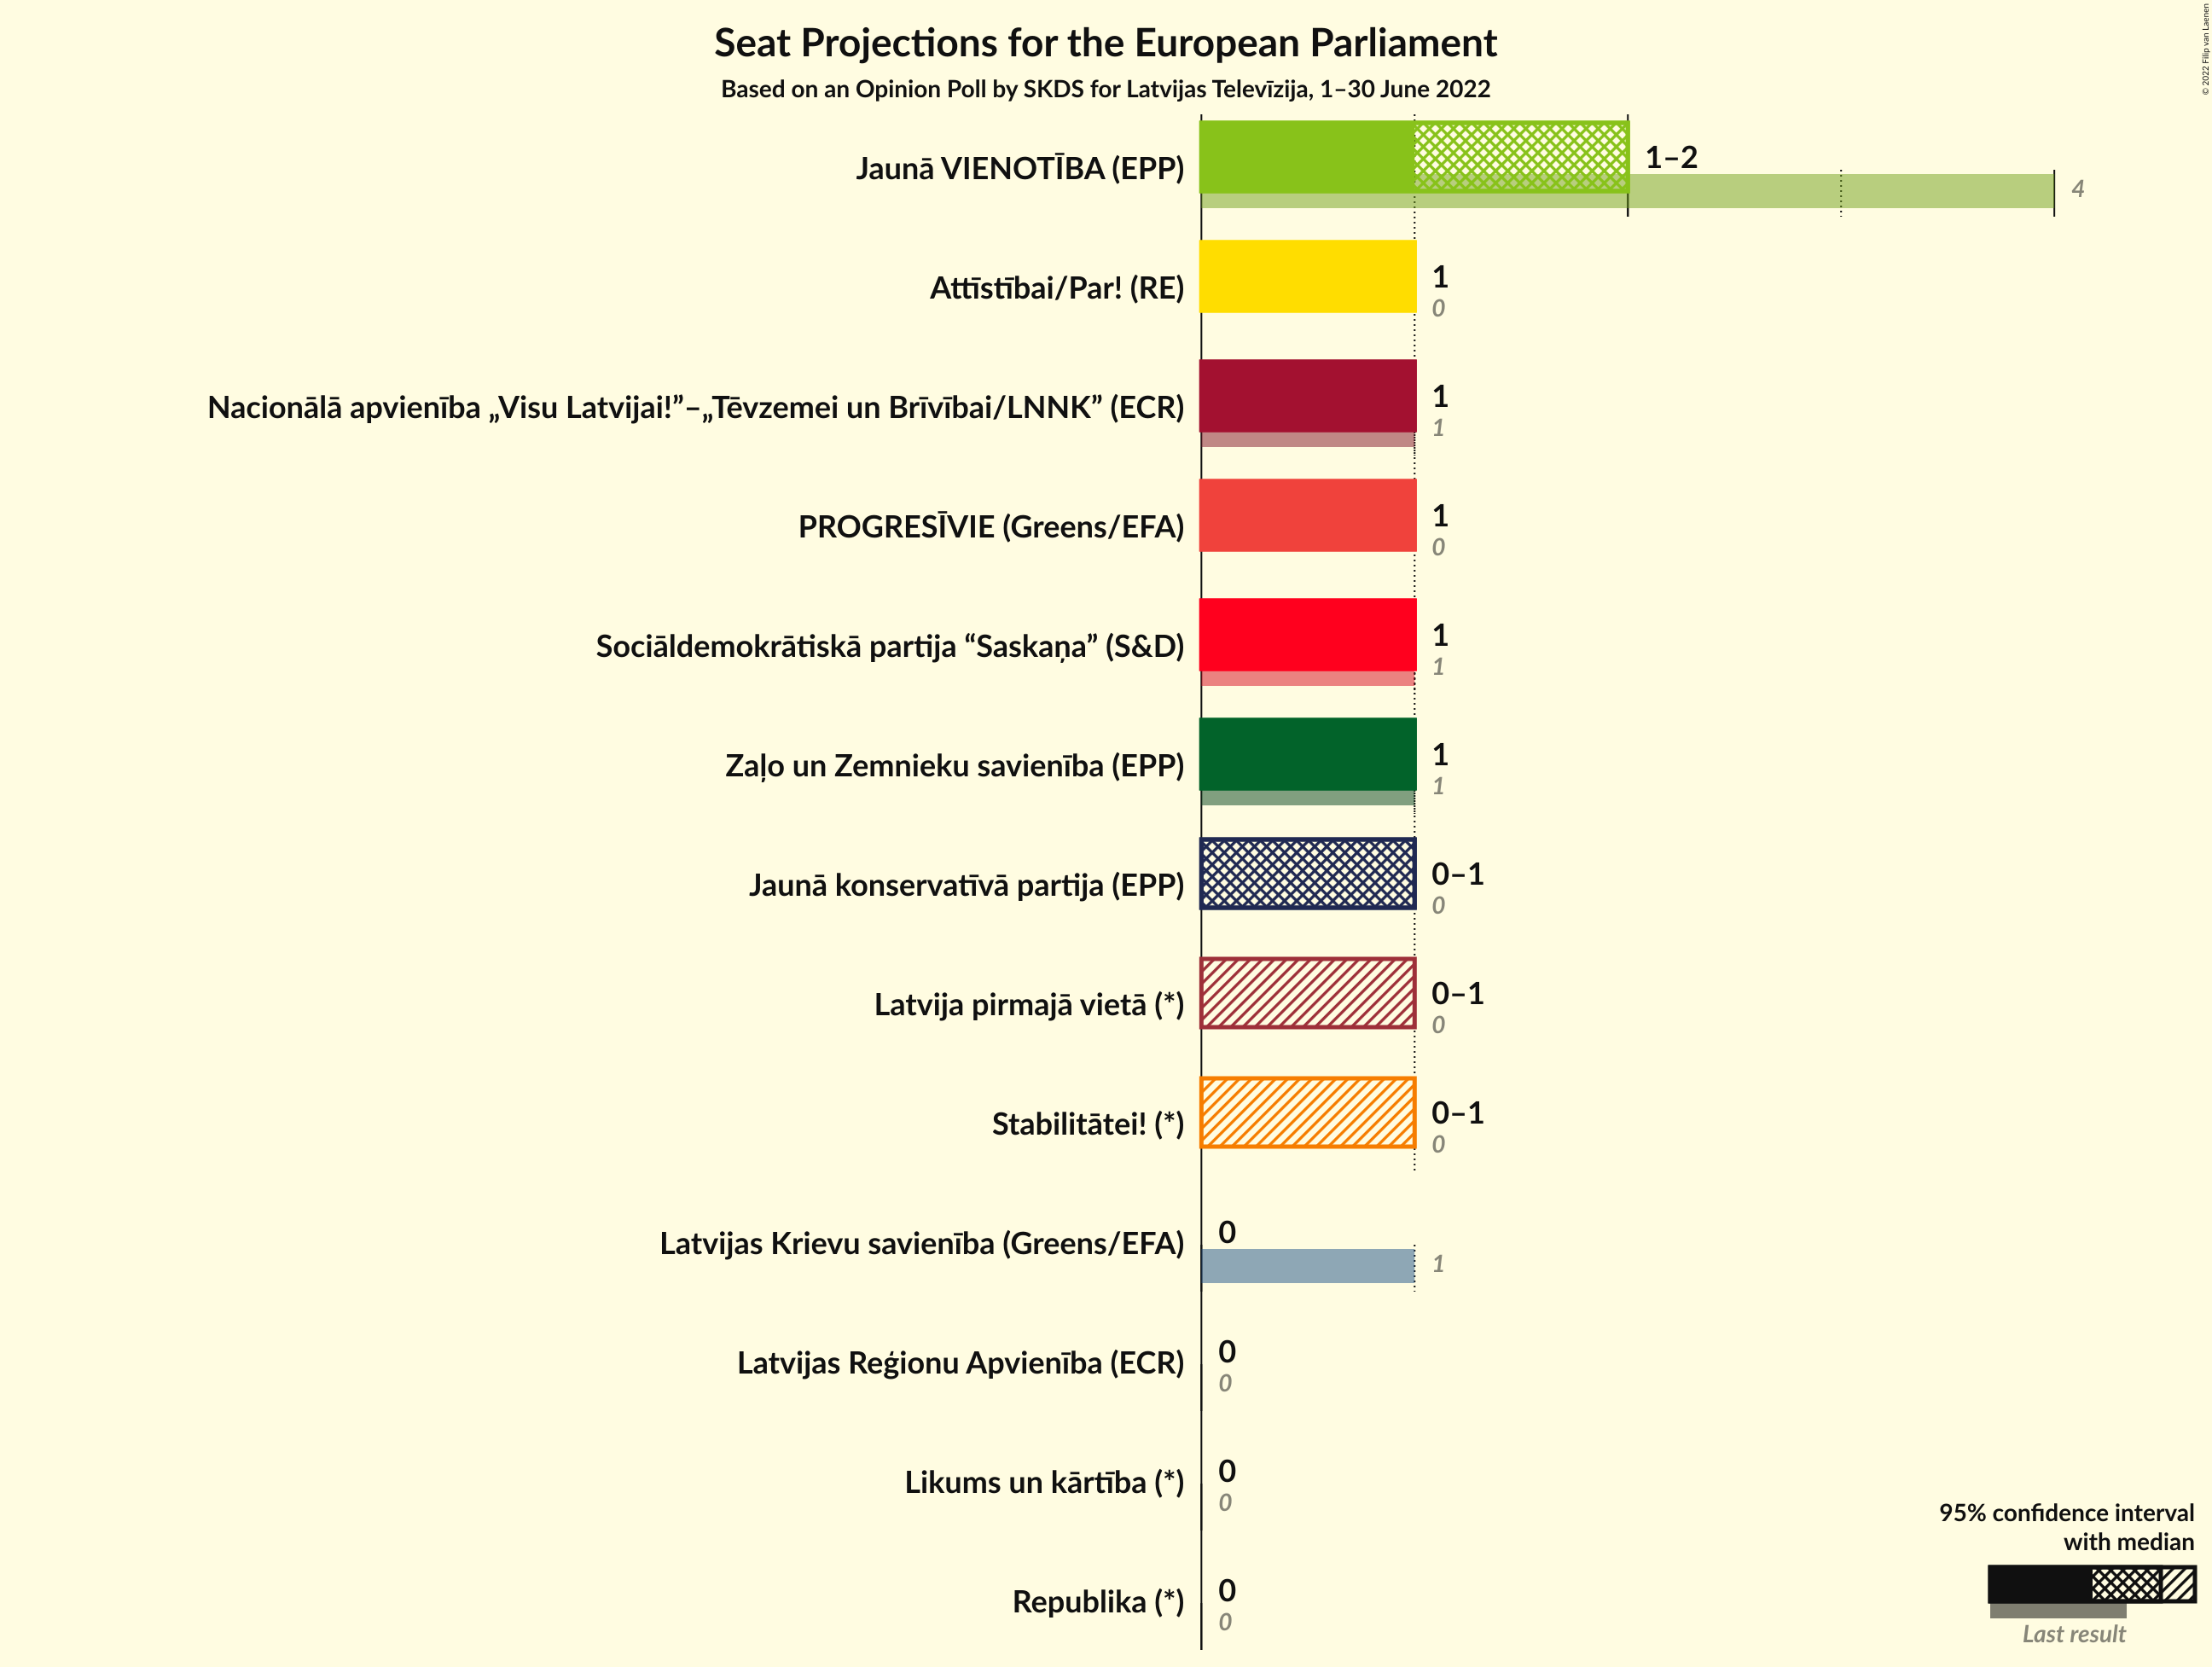 Seat Projections for the European Parliament
Based on an Opinion Poll by SKDS for Latvijas Televīzija, 1–30 June 2022
© 2022 Filip van Laenen
Jaunā VIENOTĪBA (EPP)
1–2
4
Attīstībai/Par! (RE)
1
0
Nacionālā apvienība „Visu Latvijai!”–„Tēvzemei un Brīvībai/LNNK” (ECR)
1
1
PROGRESĪVIE (Greens/EFA)
1
0
Sociāldemokrātiskā partija “Saskaņa” (S&D)
1
1
Zaļo un Zemnieku savienība (EPP)
1
1
Jaunā konservatīvā partija (EPP)
0–1
0
Latvija pirmajā vietā (*)
0–1
0
Stabilitātei! (*)
0–1
0
Latvijas Krievu savienība (Greens/EFA)
0
1
Latvijas Reģionu Apvienība (ECR)
0
0
Likums un kārtība (*)
0
0
Republika (*)
0
0
95% confidence interval
with median
Last result